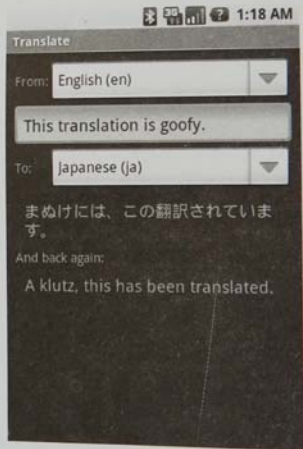 1:18 AM
Translate
From: English (en)
This translation is goofy.
To: Japanese (ja)
まぬけには、この翻訳されていま
す。
And back again:
A klutz, this has been translated.